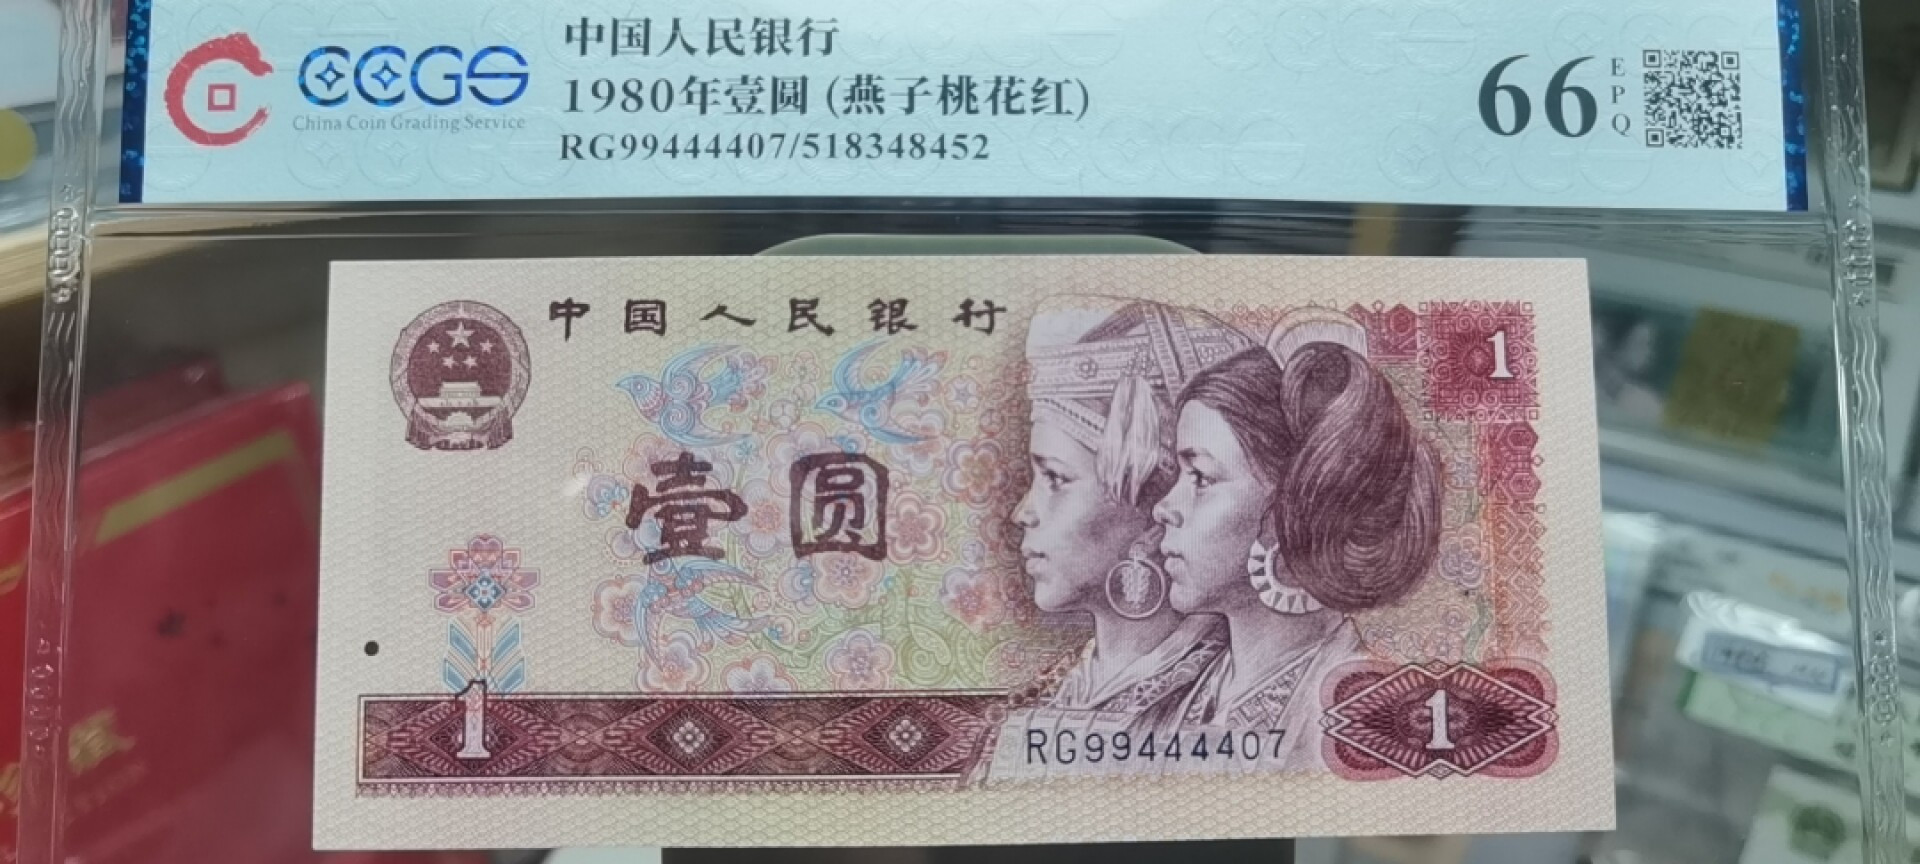 CCGS
China Coin Grading Service
中国人民银行
1980年壹圆 (燕子桃花红)
RG99444407/518348452
66
EPQ
中国人民银行
1
壹圆
1
RG99444407
1